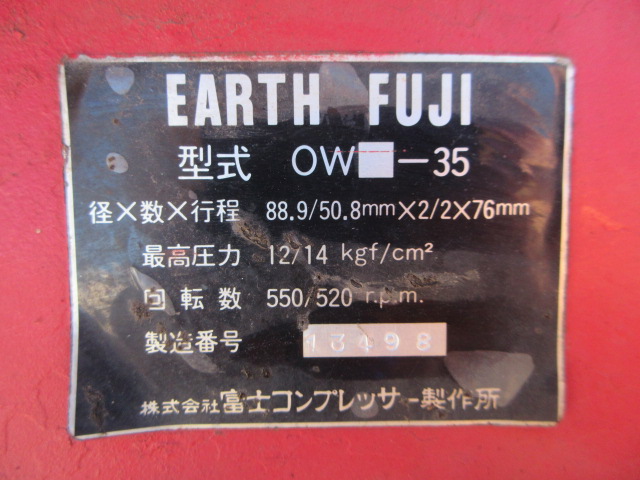 EARTH FUJI
型式 OW -35
径×数×行程 88.9/50.8mm×2/2×76mm
最高圧力 12/14 kgf/cm²
回転数 550/520 r.p.m.
製造番号 13498
株式会社富士コンプレッサー製作所